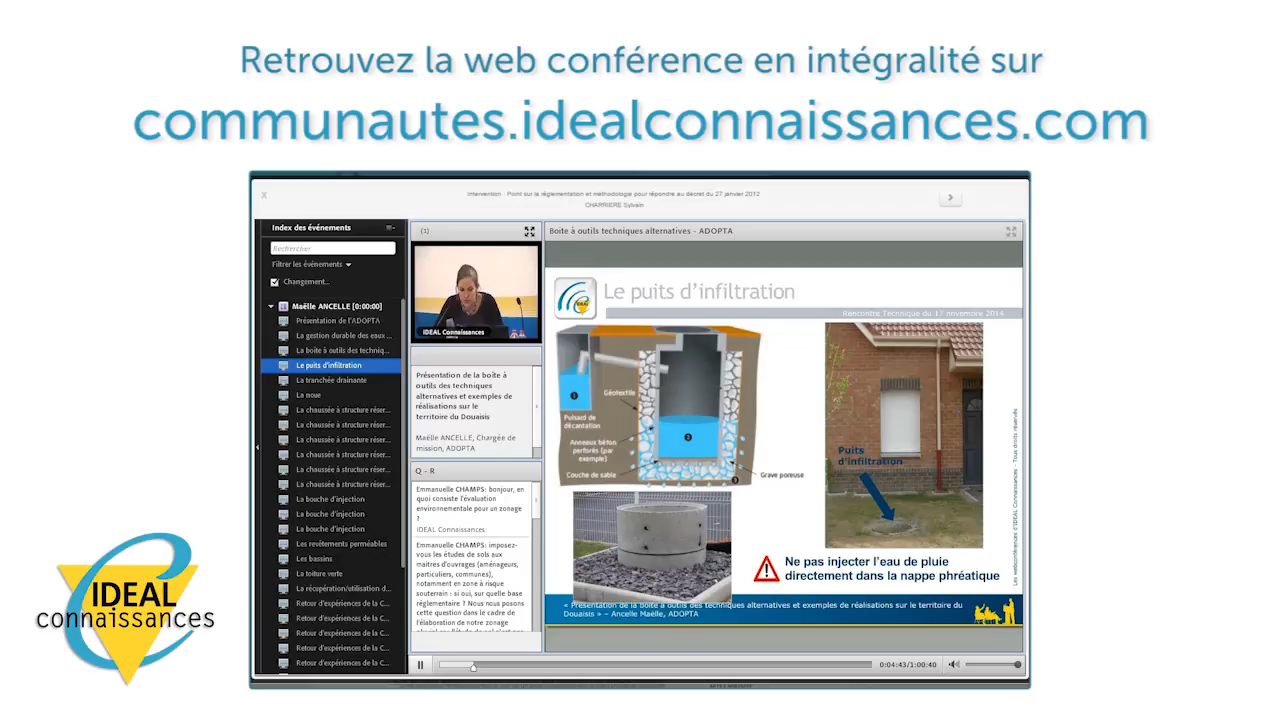 Retrouvez la web conférence en intégralité sur
communautes.idealconnaissances.com
Intervention : Point sur la réglementation et méthodologie pour répondre au décret du 27 janvier 2012
CHARRIERE Sylvain
X
Index des événements
Rechercher
Filtrer les événements
Changement...
Maëlle ANCELLE [0:00:00]
Présentation de l'ADOPTA
La gestion durable des eaux ...
La boite à outils des techniq...
Le puits d'infiltration
La tranchée drainante
La noue
La chaussée à structure réser...
La chaussée à structure réser...
La chaussée à structure réser...
La chaussée à structure réser...
La chaussée à structure réser...
La chaussée à structure réser...
La bouche d'injection
La bouche d'injection
La bouche d'injection
Les revêtements perméables
Les bassins
La toiture verte
La récupération/utilisation d...
Retour d'expériences de la C...
Retour d'expériences de la C...
Retour d'expériences de la C...
Retour d'expériences de la C...
Retour d'expériences de la C...
(1)
IDEAL Connaissances
Présentation de la boîte à
outils des techniques
alternatives et exemples de
réalisations sur le
territoire du Douaisis
Maëlle ANCELLE, Chargée de
mission, ADOPTA
Q - R
Emmanuelle CHAMPS: bonjour, en
quoi consiste l'évaluation
environnementale pour un zonage
?
IDEAL Connaissances:
Emmanuelle CHAMPS: imposez-
vous les études de sols aux
maitres d'ouvrages (aménageurs,
particuliers, communes),
notamment en zone à risque
souterrain : si oui, sur quelle base
réglementaire ? Nous nous posons
cette question dans le cadre de
l'élaboration de notre zonage
Boite à outils techniques alternatives - ADOPTA
IDEAL
Le puits d'infiltration
Rencontre Technique du 17 novembre 2014
1
Puisard de
décantation
Géotextile
Anneaux béton
perforés (par
exemple)
Couche de sable
2
3
Grave poreuse
Puits
d'infiltration
Ne pas injecter l'eau de pluie
directement dans la nappe phréatique
Les webconférences d'IDEAL Connaissances - Tous droits réservés
« Présentation de la boîte à outils des techniques alternatives et exemples de réalisations sur le territoire du
Douaisis » – Ancelle Maëlle, ADOPTA
0:04:43/1:00:40
IDEAL
connaissances